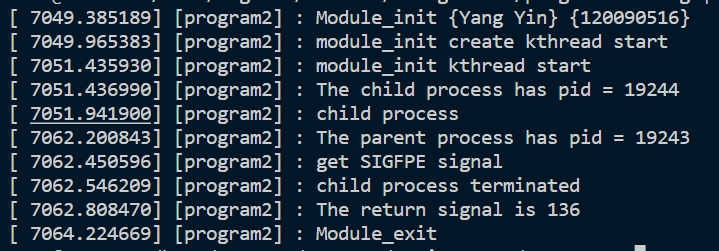 [ 7049.385189] [program2] : Module_init {Yang Yin} {120090516}
[ 7049.965383] [program2] : module_init create kthread start
[ 7051.435930] [program2] : module_init kthread start
[ 7051.436990] [program2] : The child process has pid = 19244
[ 7051.941900] [program2] : child process
[ 7062.200843] [program2] : The parent process has pid = 19243
[ 7062.450596] [program2] : get SIGFPE signal
[ 7062.546209] [program2] : child process terminated
[ 7062.808470] [program2] : The return signal is 136
[ 7064.224669] [program2] : Module_exit